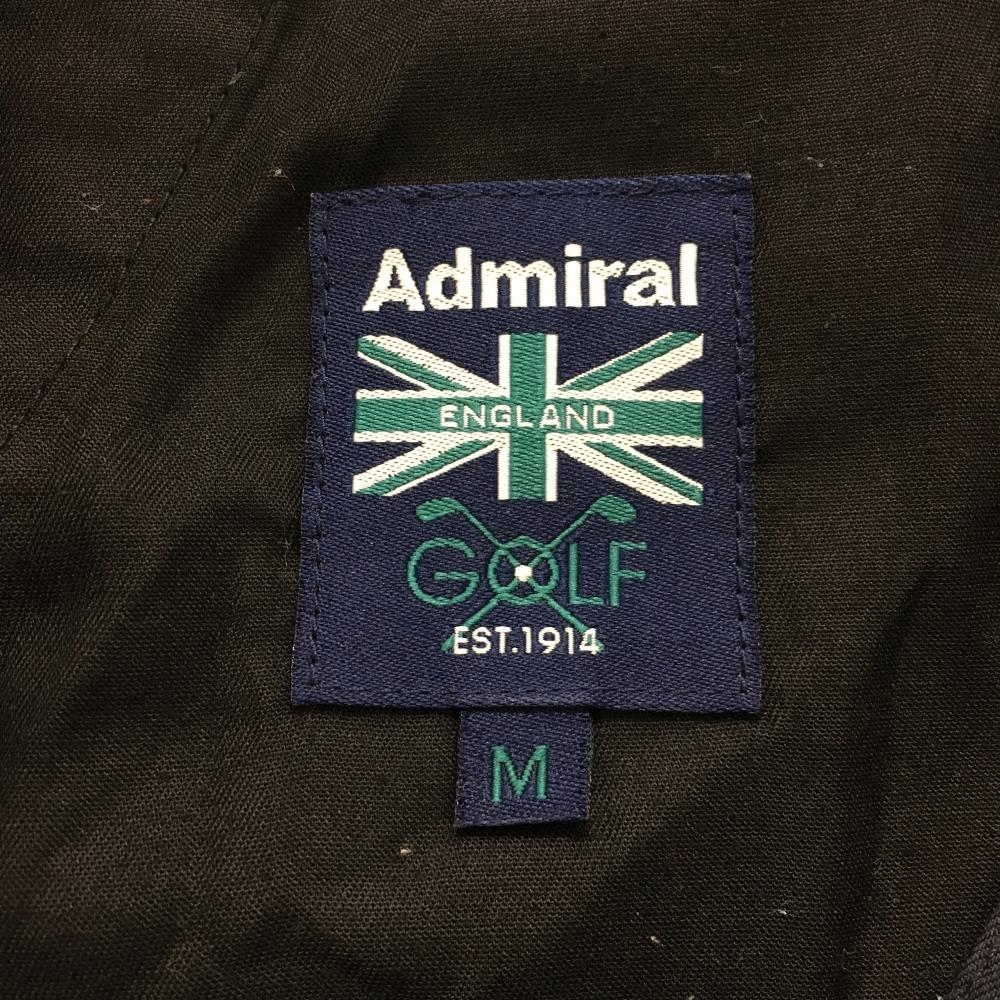 Admiral
ENGLAND
GOLF
EST.1914
M